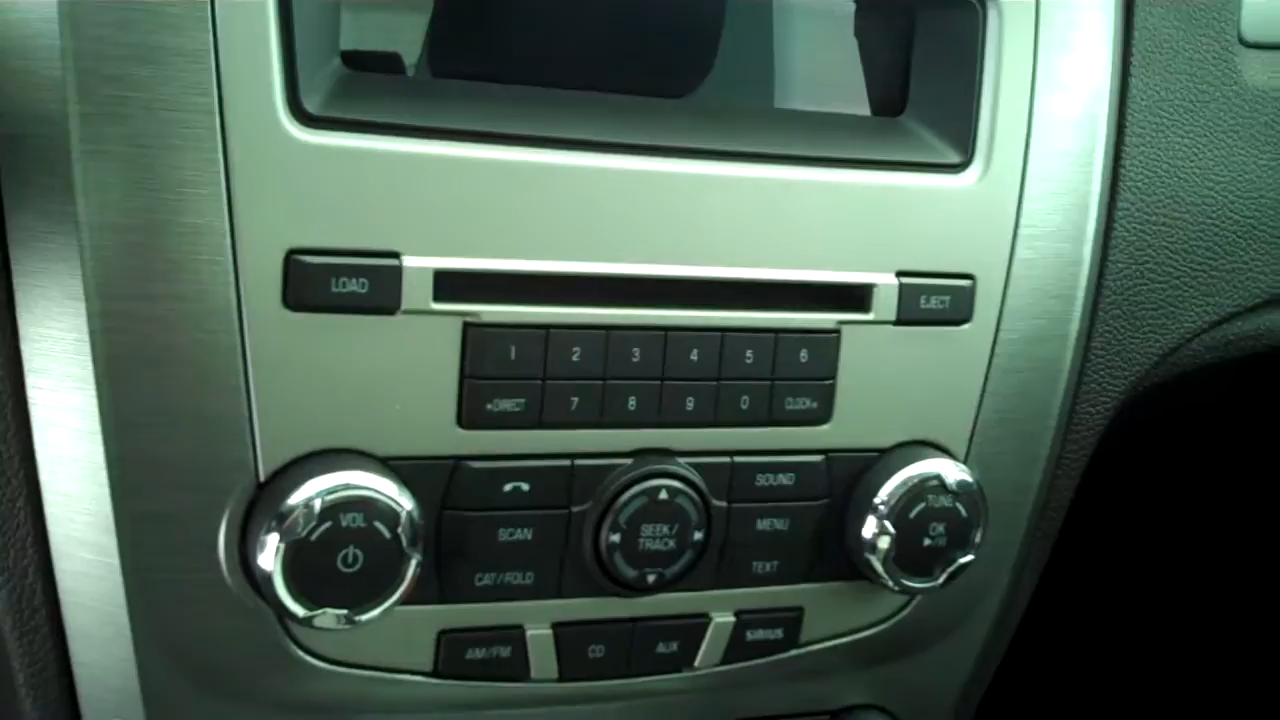 LOAD
EJECT
1 2 3 4 5 6
DIRECT 7 8 9 0 CLOCK
SOUND
VOL
SCAN
SEEK/
TRACK
MENU
TUNE
OK
CAT/FOLD
TEXT
AM/FM
CD
AUX
SIRIUS